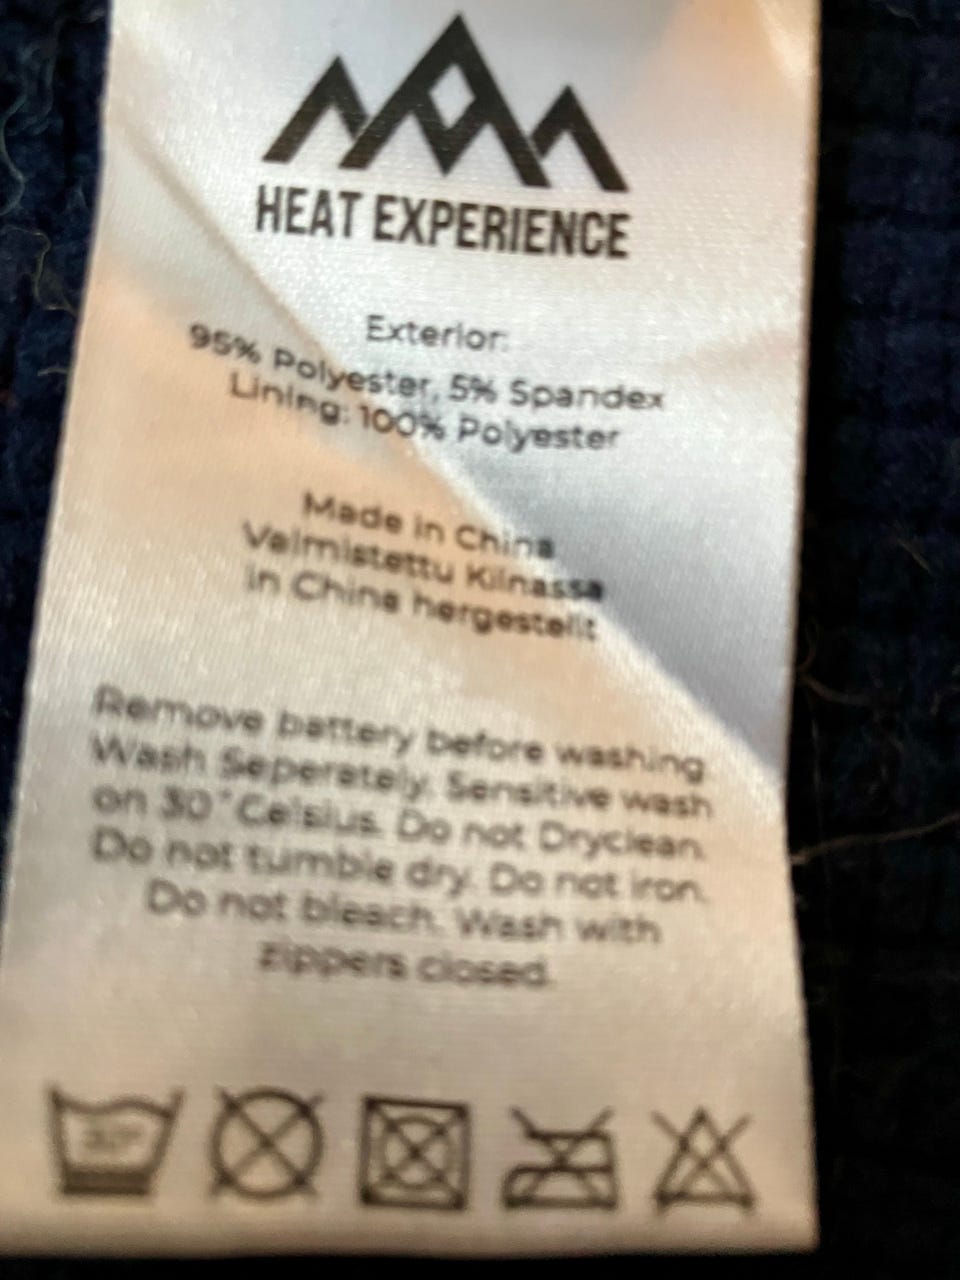 HEAT EXPERIENCE
Exterior:
95% Polyester, 5% Spandex
Lining: 100% Polyester
Made in China
Valmistettu Kiinassa
in China hergestellt
Remove battery before washing
Wash Seperately. Sensitive wash
on 30°Celsius. Do not Dryclean.
Do not tumble dry. Do not iron.
Do not bleach. Wash with
zippers closed.
30°